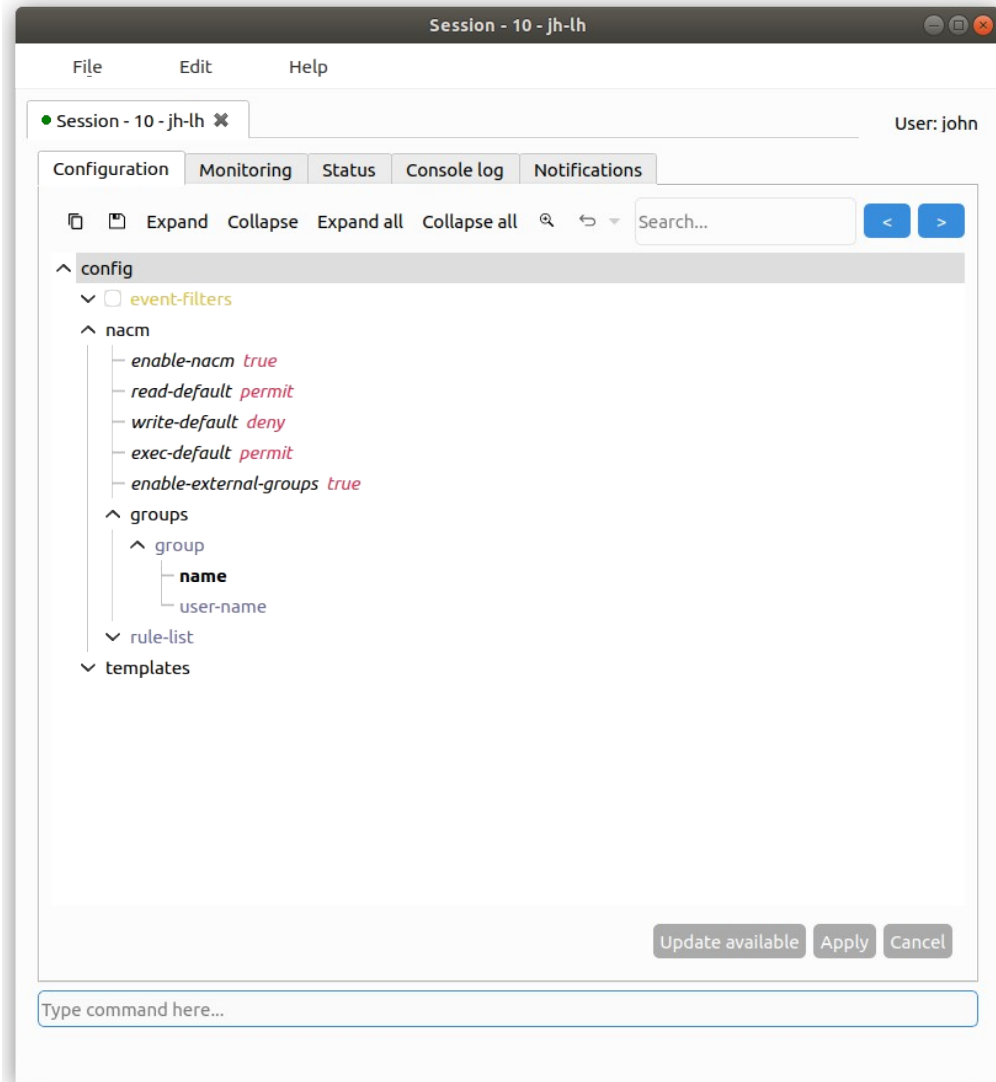 Session - 10 - jh-lh
File Edit Help
Session - 10 - jh-lh
User: john
Configuration Monitoring Status Console log Notifications
Expand Collapse Expand all Collapse all Search... < >
config
event-filters
nacm
enable-nacm true
read-default permit
write-default deny
exec-default permit
enable-external-groups true
groups
group
name
user-name
rule-list
templates
Update available Apply Cancel
Type command here...